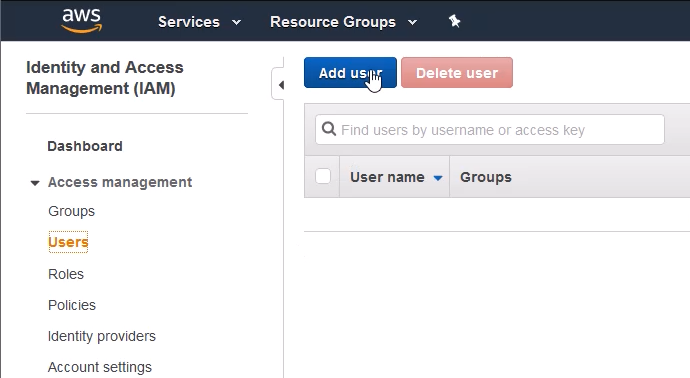 aws Services Resource Groups
Identity and Access
Management (IAM)
Dashboard
Access management
Groups
Users
Roles
Policies
Identity providers
Account settings
Add user Delete user
Find users by username or access key
User name Groups